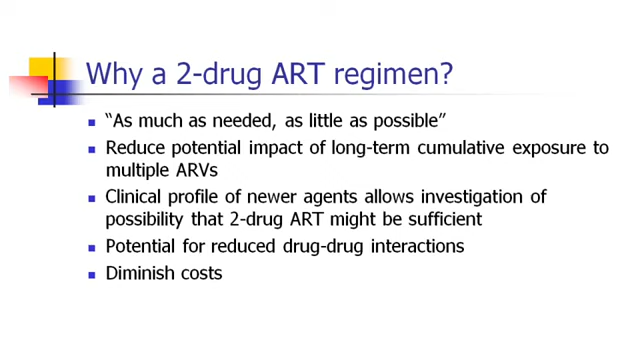 Why a 2-drug ART regimen?
“As much as needed, as little as possible”
Reduce potential impact of long-term cumulative exposure to
multiple ARVs
Clinical profile of newer agents allows investigation of
possibility that 2-drug ART might be sufficient
Potential for reduced drug-drug interactions
Diminish costs